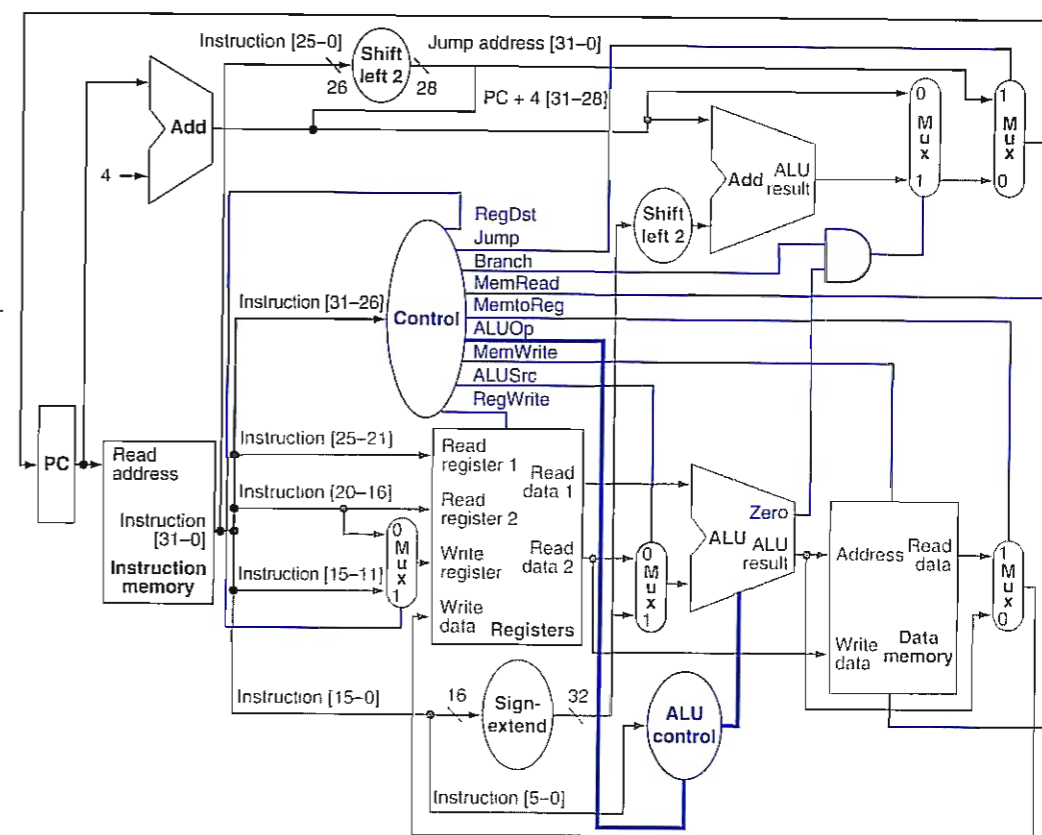 Instruction [25–0]
Shift
left 2
Jump address [31–0]
26
28
PC + 4 [31–28]
Add
4
0
M
u
x
1
1
M
u
x
0
Add
ALU
result
Shift
left 2
RegDst
Jump
Branch
MemRead
MemtoReg
ALUOp
MemWrite
ALUSrc
RegWrite
Instruction [31–26]
Control
PC
Read
address
Instruction
[31–0]
Instruction
memory
Instruction [25–21]
Instruction [20–16]
Instruction [15–11]
0
M
u
x
1
Read
register 1
Read
register 2
Write
register
Write
data
Read
data 1
Read
data 2
Registers
0
M
u
x
1
Zero
ALU
ALU
result
Address
Read
data
Write
data
Data
memory
1
M
u
x
0
Instruction [15–0]
16
Sign-
extend
32
ALU
control
Instruction [5–0]